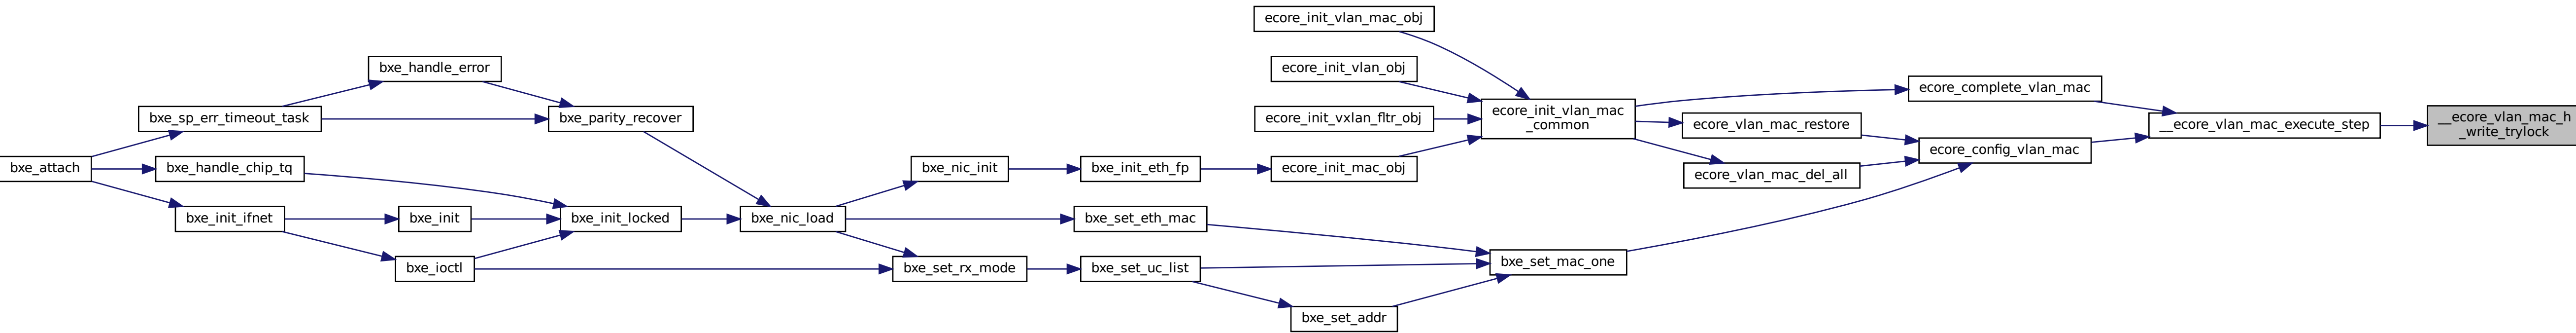 bxe_attach
bxe_sp_err_timeout_task
bxe_handle_chip_tq
bxe_init_ifnet
bxe_handle_error
bxe_init
bxe_ioctl
bxe_parity_recover
bxe_init_locked
bxe_nic_load
bxe_nic_init
bxe_set_rx_mode
bxe_init_eth_fp
bxe_set_eth_mac
bxe_set_uc_list
ecore_init_vlan_mac_obj
ecore_init_vlan_obj
ecore_init_vxlan_fltr_obj
ecore_init_mac_obj
bxe_set_addr
ecore_init_vlan_mac
_common
bxe_set_mac_one
ecore_vlan_mac_restore
ecore_vlan_mac_del_all
ecore_complete_vlan_mac
ecore_config_vlan_mac
__ecore_vlan_mac_execute_step
__ecore_vlan_mac_h
_write_trylock